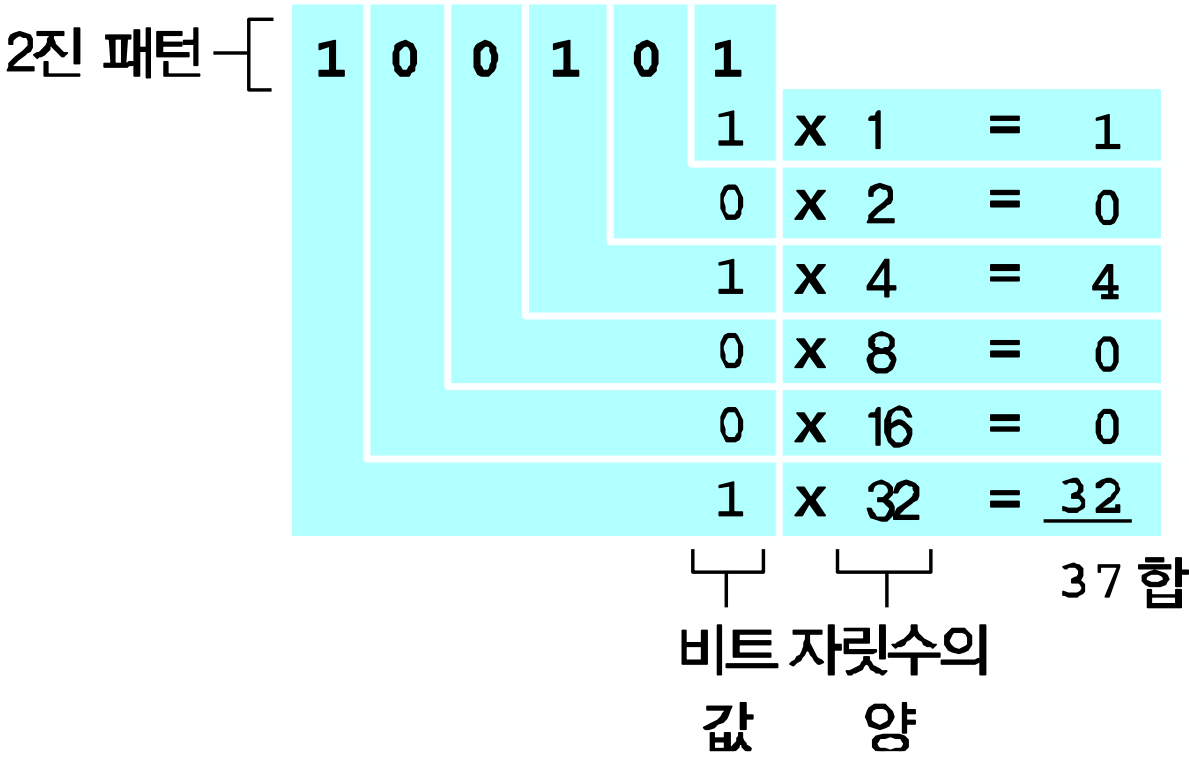 2진 패턴 1 0 0 1 0 1
1 x 1 = 1
0 x 2 = 0
1 x 4 = 4
0 x 8 = 0
0 x 16 = 0
1 x 32 = 32
37 합
비트 자릿수의
값 양